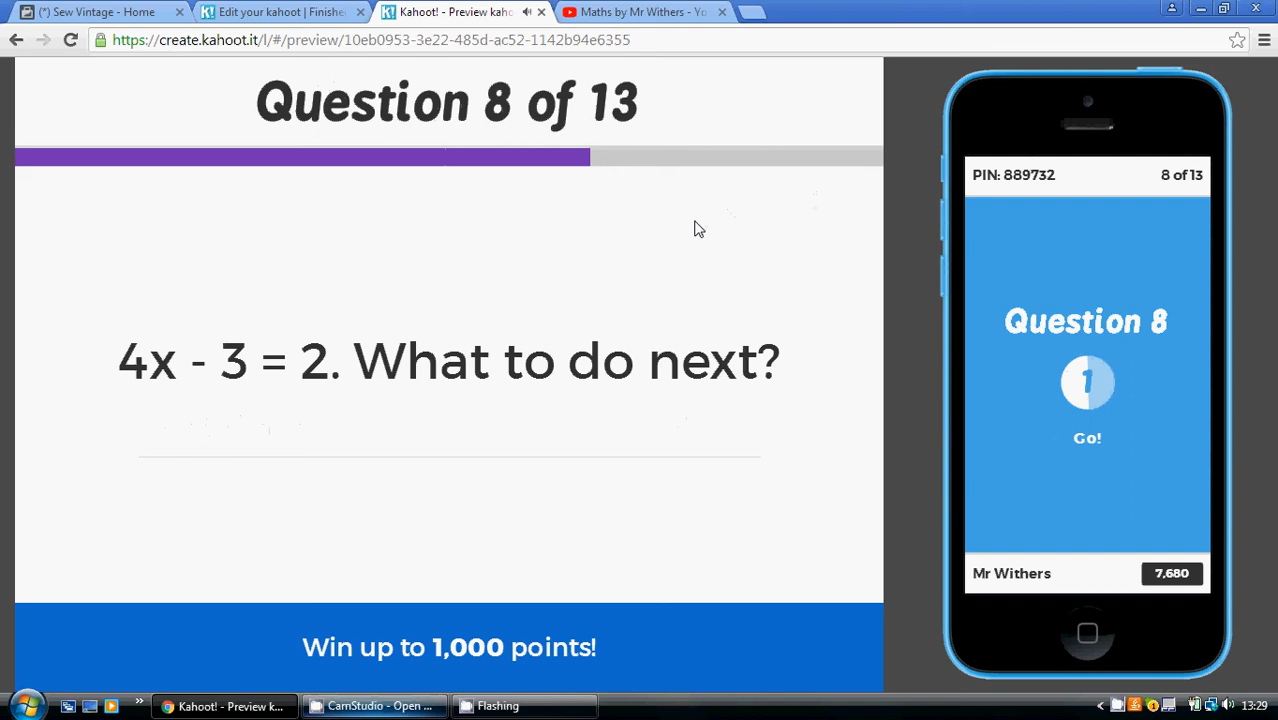 (*) Sew Vintage - Home
Edit your kahoot | Finishe
Kahoot! - Preview kaho
Maths by Mr Withers - Yo
https://create.kahoot.it/l/#/preview/10eb0953-3e22-485d-ac52-1142b94e6355
Question 8 of 13
4x - 3 = 2. What to do next?
Win up to 1,000 points!
PIN: 889732 8 of 13
Question 8
1
Go!
Mr Withers 7,680
Kahoot! - Preview k...
CamStudio - Open ...
Flashing
13:29